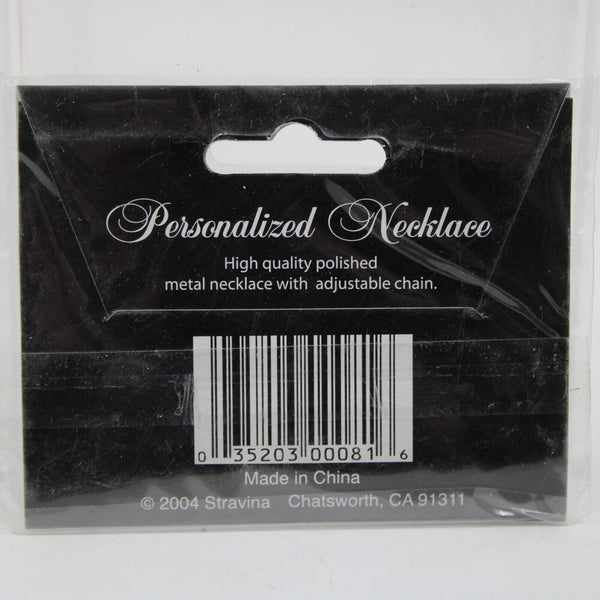 Personalized Necklace
High quality polished
metal necklace with adjustable chain.
0 35203 00081 6
Made in China
© 2004 Stravina Chatsworth, CA 91311